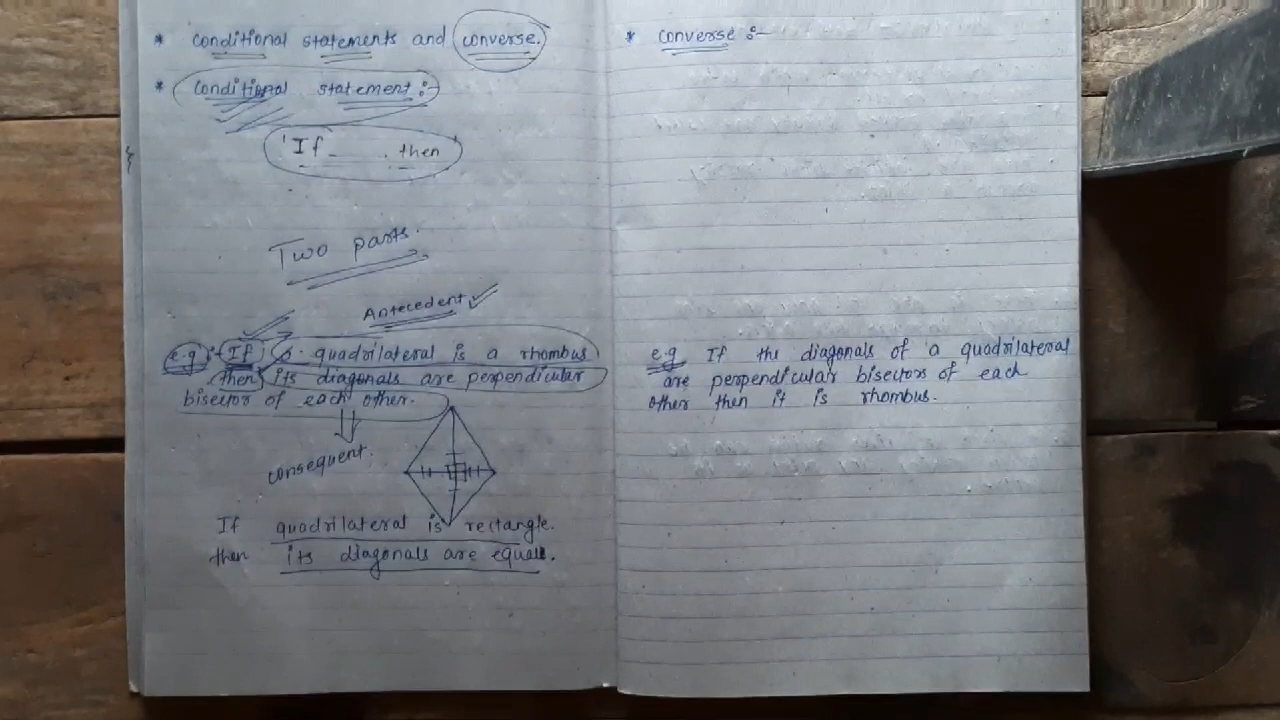 * conditional statements and converse.
* conditional statement :-
'If ...... then'
Two parts.
Antecedent
e.g :- If a quadrilateral is a rhombus
then its diagonals are perpendicular
bisector of each other.
consequent.
If quadrilateral is rectangle.
then its diagonals are equal.
* converse :-
e.g If the diagonals of a quadrilateral
are perpendicular bisectors of each
other then it is rhombus.